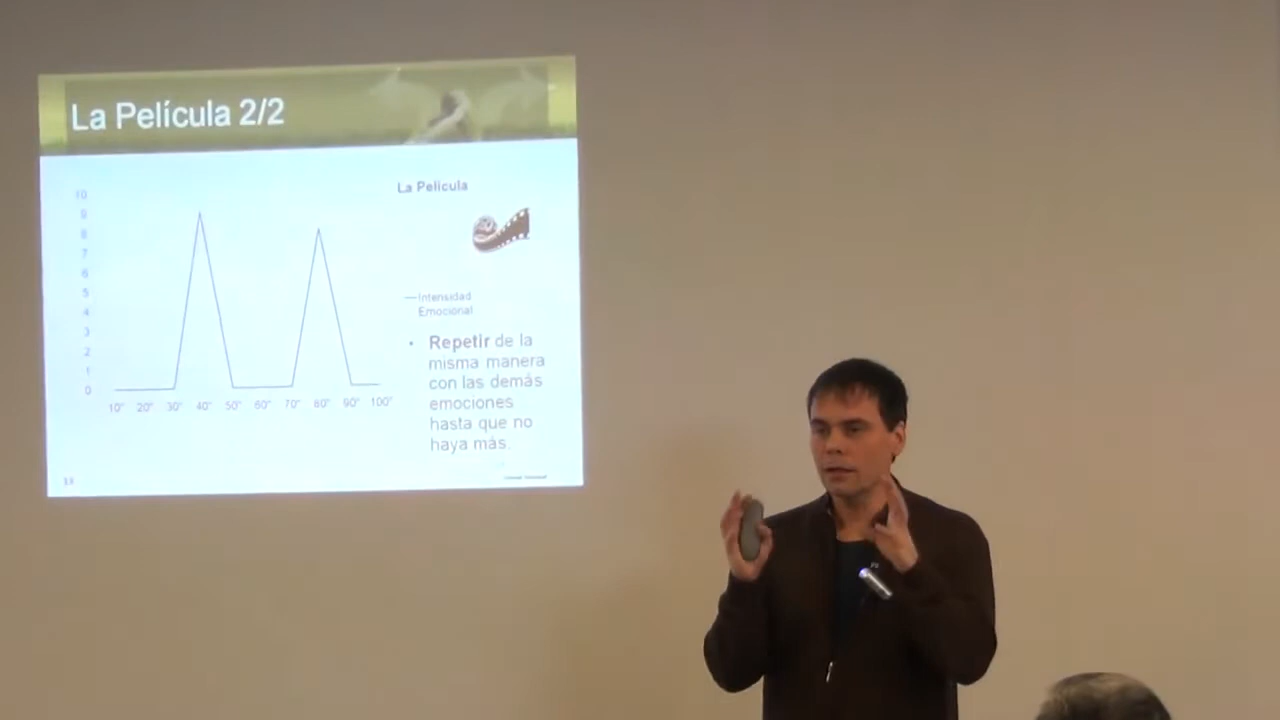 La Película 2/2
La Película
10
9
8
7
6
5
4
3
2
1
0
10" 20" 30" 40" 50" 60" 70" 80" 90" 100"
Intensidad
Emocional
• Repetir de la
misma manera
con las demás
emociones
hasta que no
haya más.